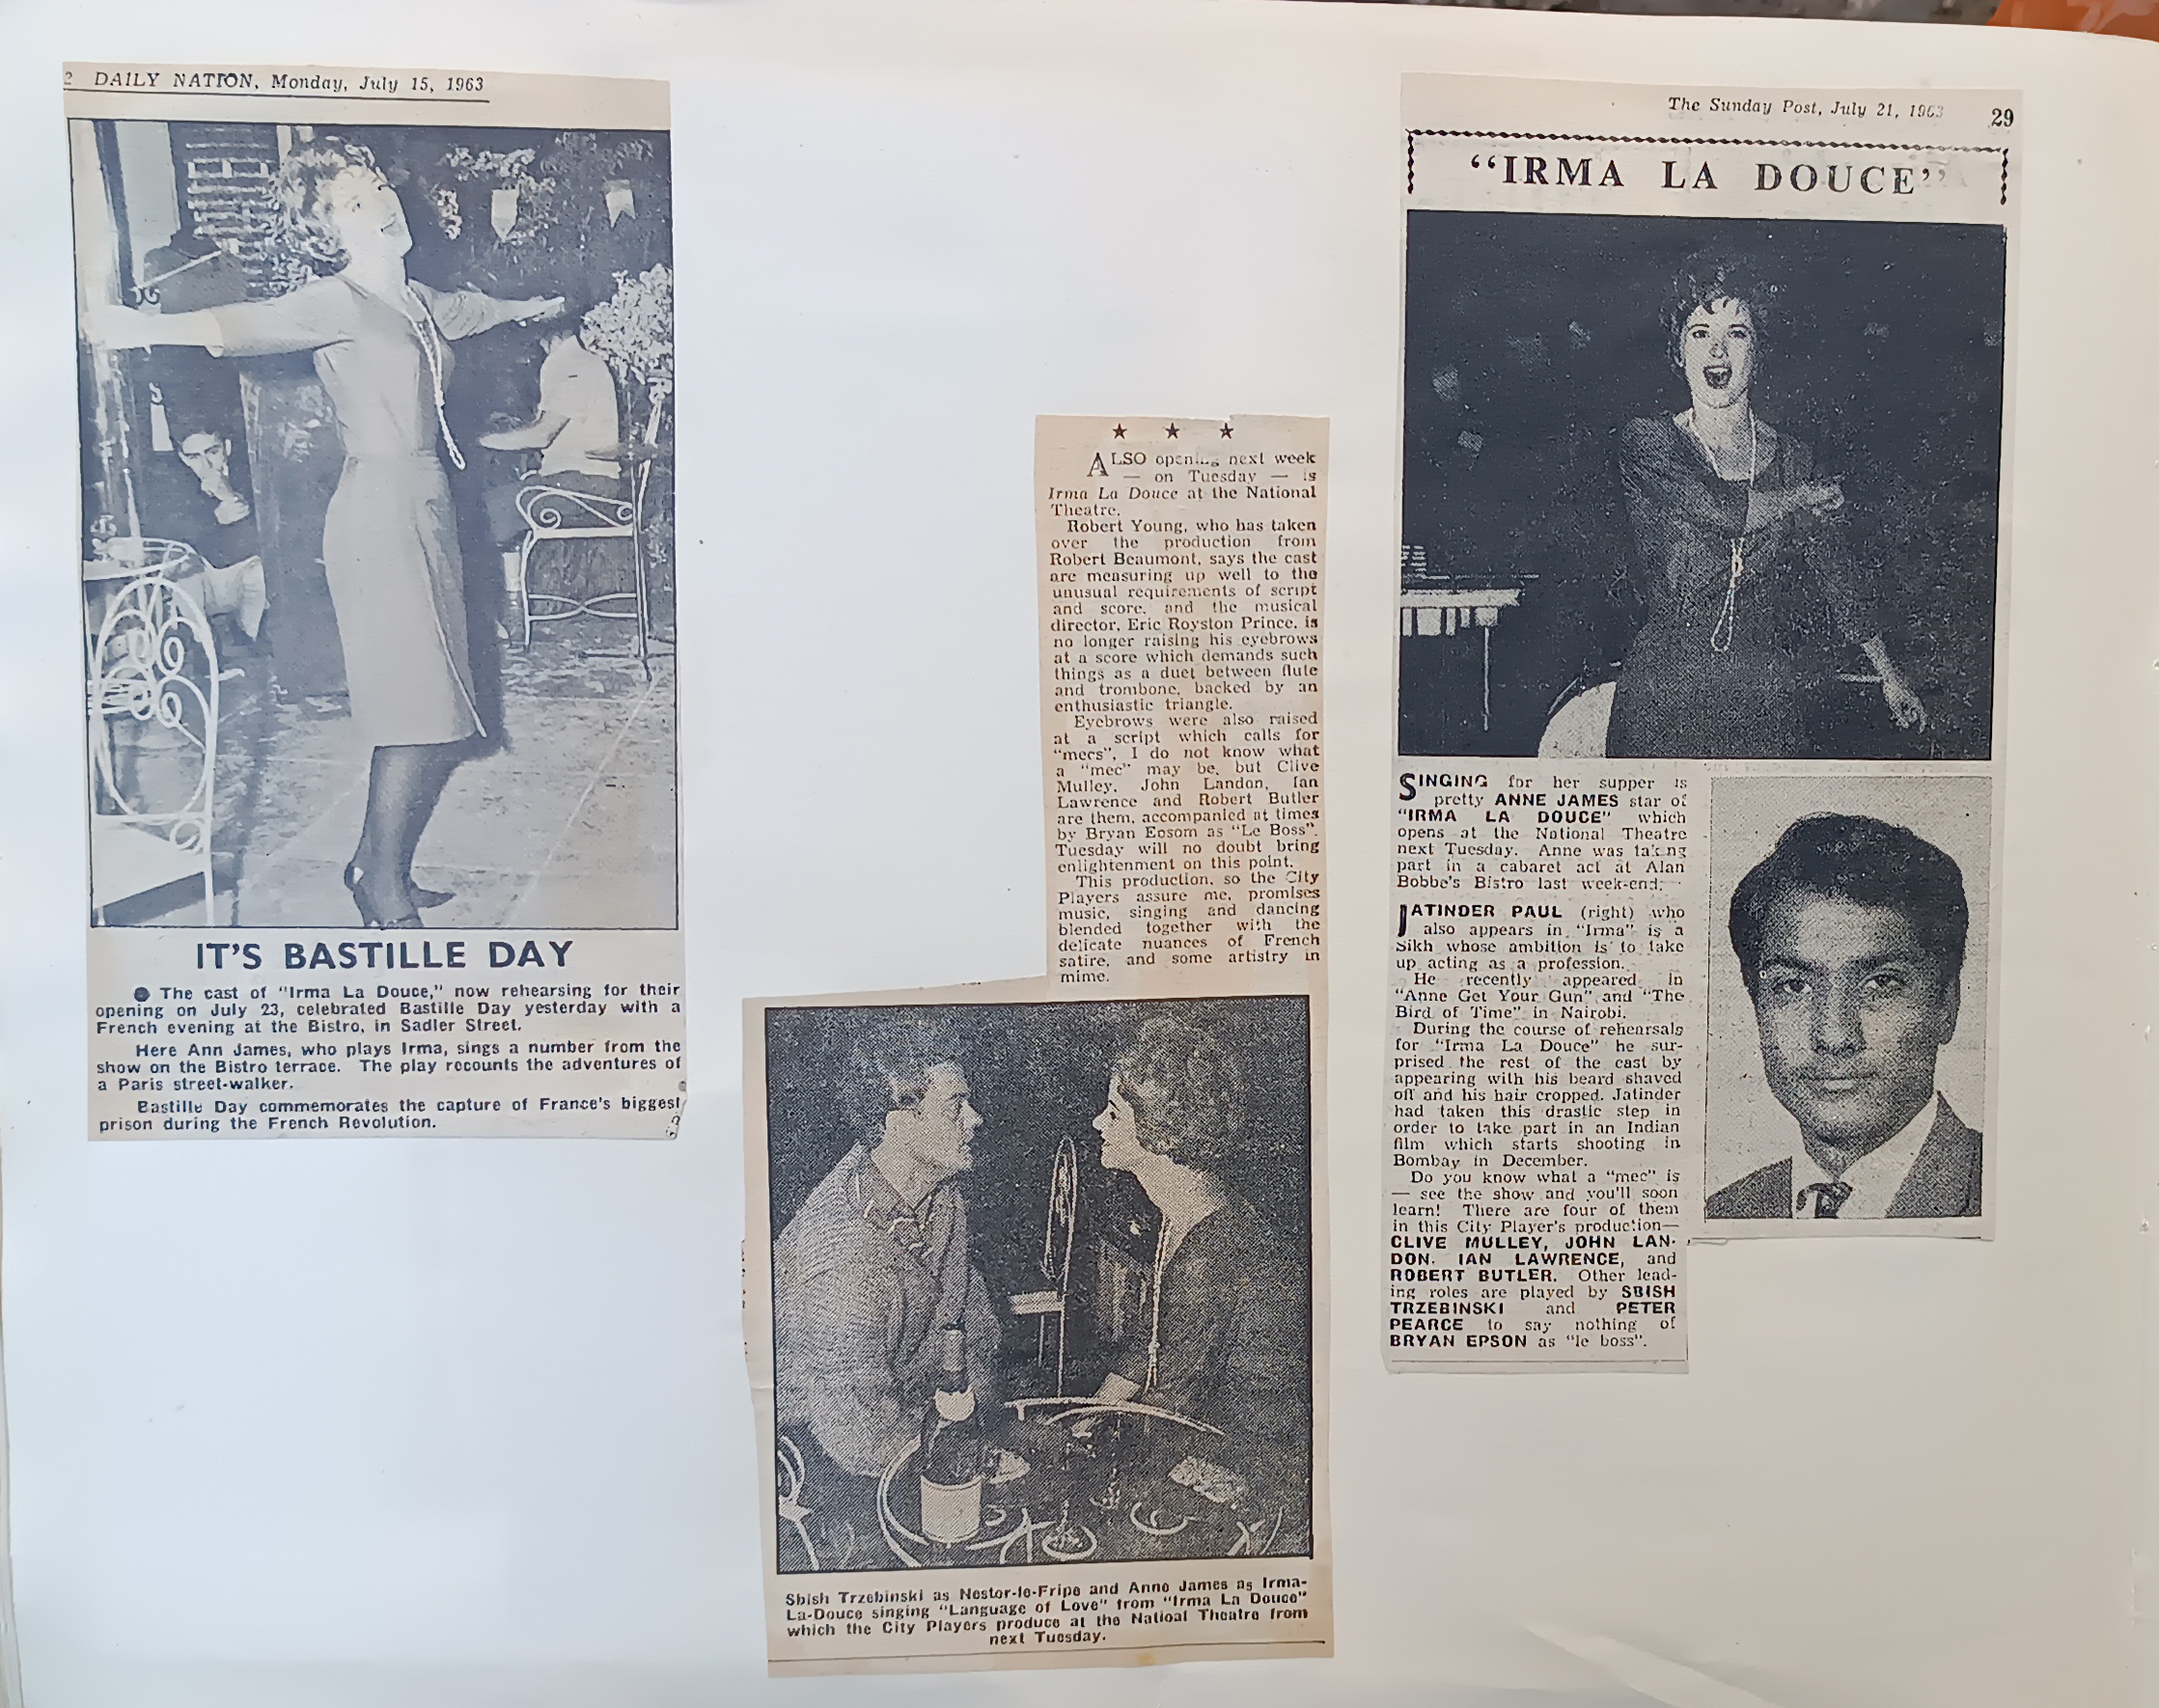 2 DAILY NATION, Monday, July 15, 1963
IT'S BASTILLE DAY
● The cast of "Irma La Douce," now rehearsing for their
opening on July 23, celebrated Bastille Day yesterday with a
French evening at the Bistro, in Sadler Street.
Here Ann James, who plays Irma, sings a number from the
show on the Bistro terrace. The play recounts the adventures of
a Paris street-walker.
Bastille Day commemorates the capture of France's biggest
prison during the French Revolution.
★ ★ ★
ALSO opening next week
— on Tuesday — is
Irma La Douce at the National
Theatre.
Robert Young, who has taken
over the production from
Robert Beaumont, says the cast
are measuring up well to the
unusual requirements of script
and score, and the musical
director, Eric Royston Prince, is
no longer raising his eyebrows
at a score which demands such
things as a duet between flute
and trombone, backed by an
enthusiastic triangle.
Eyebrows were also raised
at a script which calls for
"mecs", I do not know what
a "mec" may be, but Clive
Mulley, John Landon, Ian
Lawrence and Robert Butler
are them, accompanied at times
by Bryan Epsom as "Le Boss".
Tuesday will no doubt bring
enlightenment on this point.
This production, so the City
Players assure me, promises
music, singing and dancing
blended together with the
delicate nuances of French
satire, and some artistry in
mime.
Sbish Trzebinski as Nestor-le-Fripe and Anne James as Irma-
La-Douce singing "Language of Love" from "Irma La Douce"
which the City Players produce at the Natioal Theatre from
next Tuesday.
The Sunday Post, July 21, 1963 29
"IRMA LA DOUCE"
SINGING for her supper is
pretty ANNE JAMES star of
"IRMA LA DOUCE" which
opens at the National Theatre
next Tuesday. Anne was taking
part in a cabaret act at Alan
Bobbe's Bistro last week-end.
JATINDER PAUL (right) who
also appears in "Irma" is a
Sikh whose ambition is to take
up acting as a profession.
He recently appeared in
"Anne Get Your Gun" and "The
Bird of Time" in Nairobi.
During the course of rehearsals
for "Irma La Douce" he sur-
prised the rest of the cast by
appearing with his beard shaved
off and his hair cropped. Jatinder
had taken this drastic step in
order to take part in an Indian
film which starts shooting in
Bombay in December.
Do you know what a "mec" is
— see the show and you'll soon
learn! There are four of them
in this City Player's production—
CLIVE MULLEY, JOHN LAN-
DON, IAN LAWRENCE, and
ROBERT BUTLER. Other lead-
ing roles are played by SBISH
TRZEBINSKI and PETER
PEARCE to say nothing of
BRYAN EPSON as "le boss".